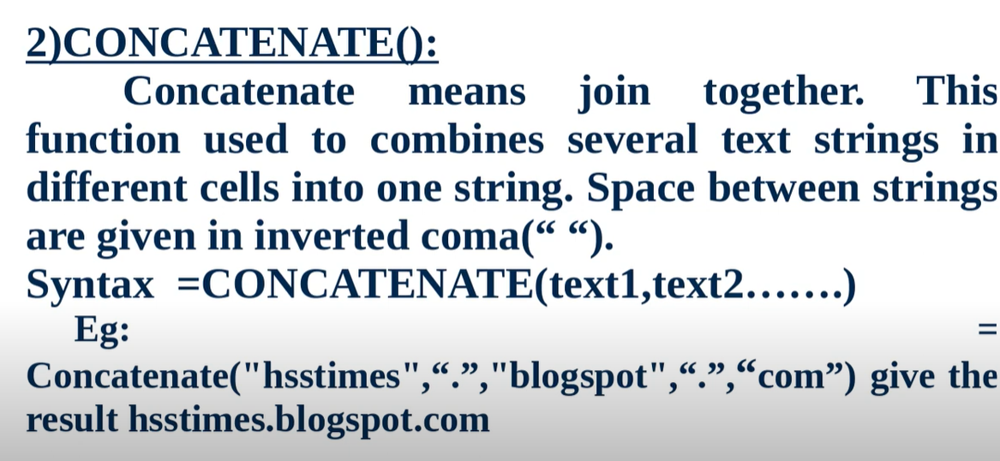 2)CONCATENATE():
Concatenate means join together. This
function used to combines several text strings in
different cells into one string. Space between strings
are given in inverted coma(“ “).
Syntax =CONCATENATE(text1,text2…….)
Eg: =
Concatenate("hsstimes",“.”,"blogspot",“.”,“com”) give the
result hsstimes.blogspot.com